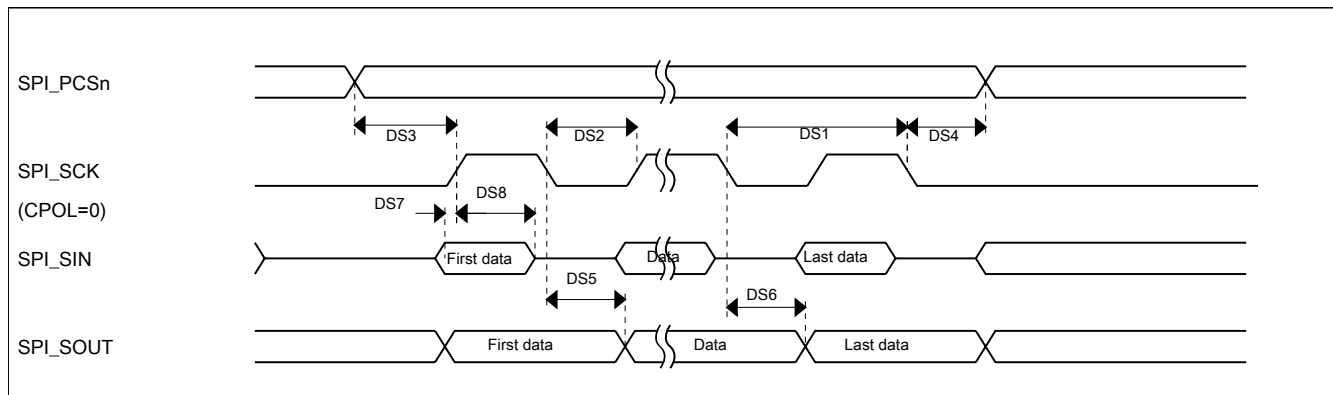 SPI_PCSn
DS3
DS2
DS1
DS4
SPI_SCK
(CPOL=0)
DS7
DS8
SPI_SIN
First data
Data
Last data
DS5
DS6
SPI_SOUT
First data
Data
Last data